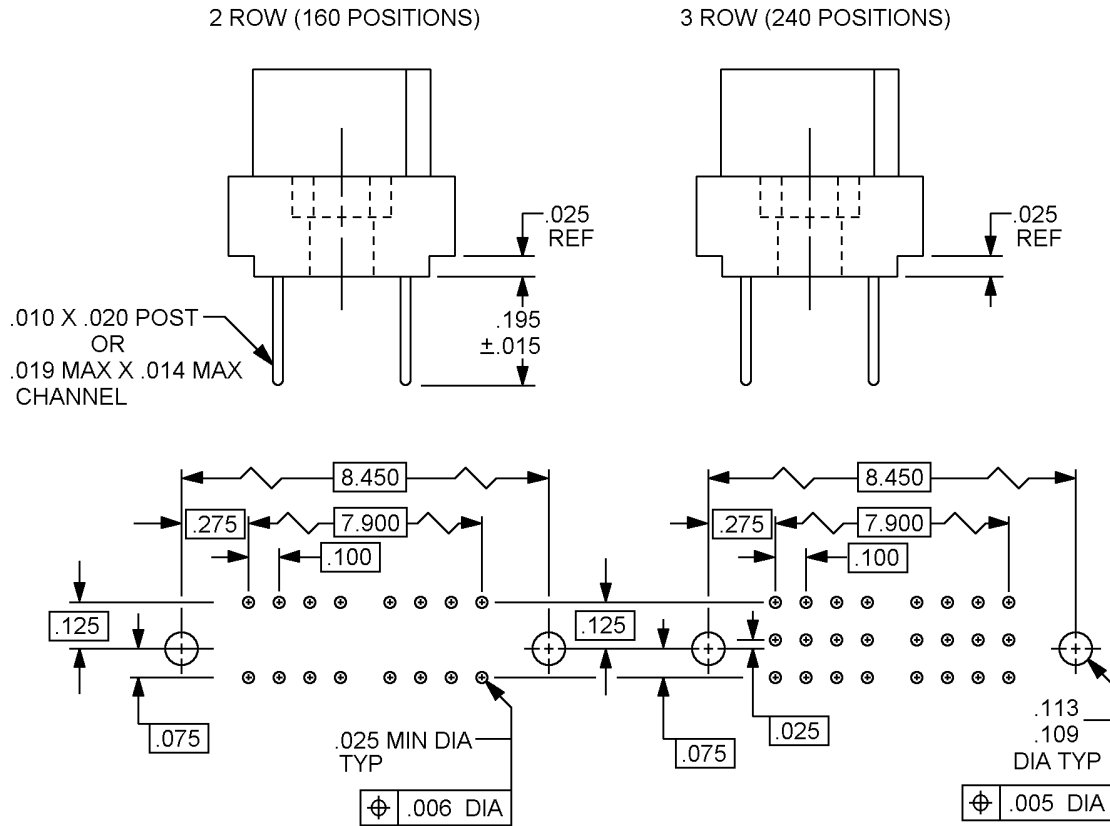 2 ROW (160 POSITIONS)
3 ROW (240 POSITIONS)
.025
REF
.025
REF
.010 X .020 POST
OR
.019 MAX X .014 MAX
CHANNEL
.195
±.015
8.450
8.450
.275
7.900
.275
7.900
.100
.100
.125
.125
.075
.025 MIN DIA
TYP
.075
.025
.113
.109
DIA TYP
⌖ .006 DIA
⌖ .005 DIA